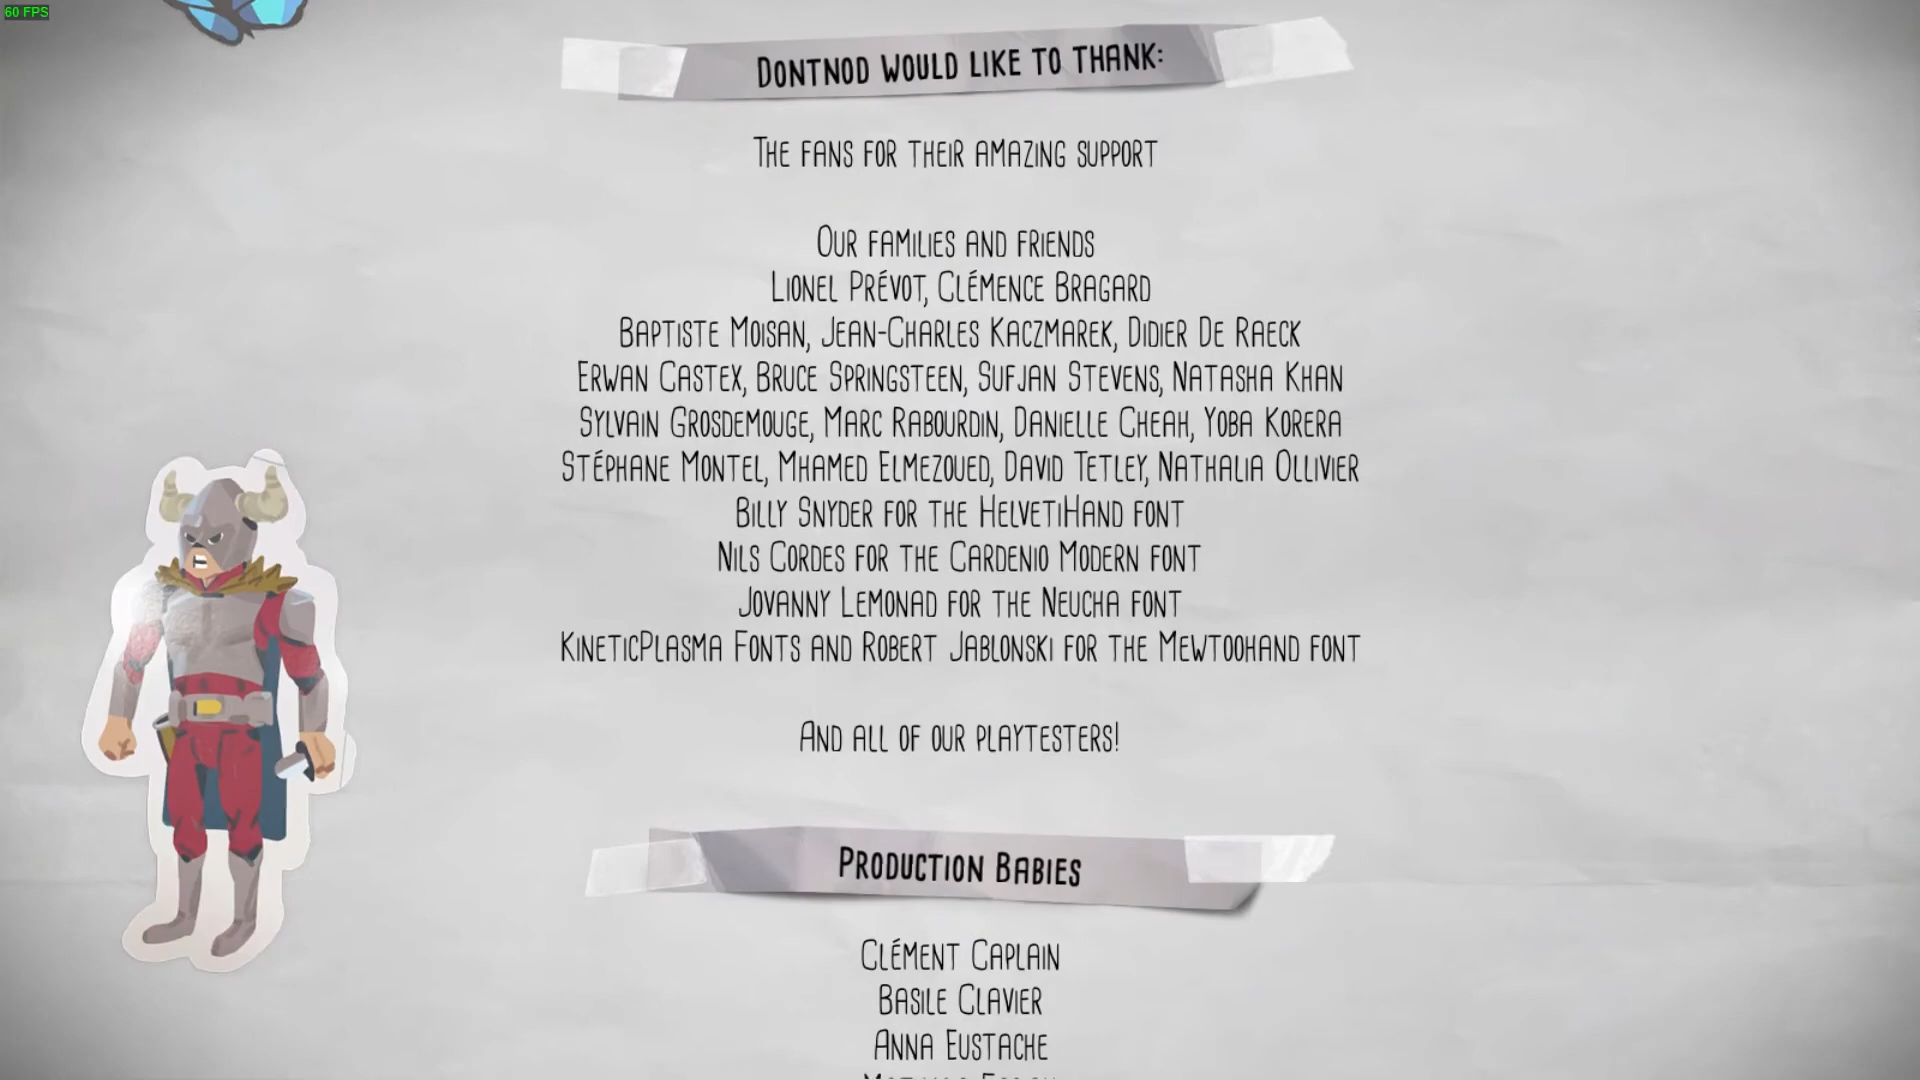 60 FPS
Dontnod would like to thank:
The fans for their amazing support
Our families and friends
Lionel Prévot, Clémence Bragard
Baptiste Moisan, Jean-Charles Kaczmarek, Didier De Raeck
Erwan Castex, Bruce Springsteen, Sufjan Stevens, Natasha Khan
Sylvain Grosdemouge, Marc Rabourdin, Danielle Cheah, Yoba Korera
Stéphane Montel, Mhamed Elmezoued, David Tetley, Nathalia Ollivier
Billy Snyder for the HelvetiHand font
Nils Cordes for the Cardenio Modern font
Jovanny Lemonad for the Neucha font
KineticPlasma Fonts and Robert Jablonski for the Mewtoohand font
And all of our playtesters!
Production Babies
Clément Caplain
Basile Clavier
Anna Eustache